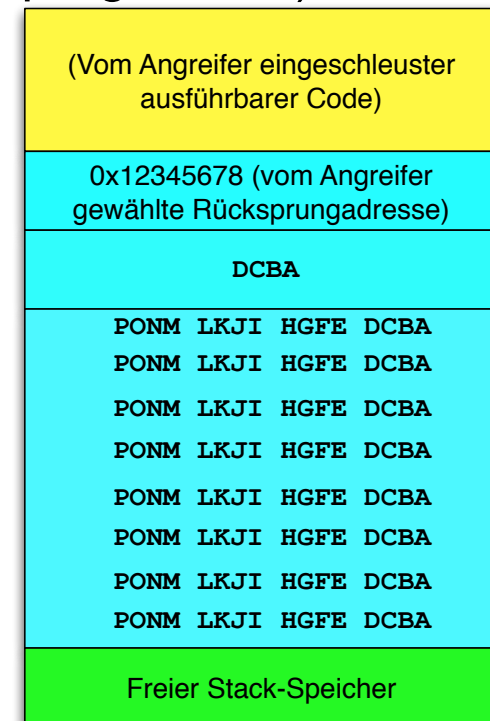 (Vom Angreifer eingeschleuster
ausführbarer Code)
0x12345678 (vom Angreifer
gewählte Rücksprungadresse)
DCBA
PONM LKJI HGFE DCBA
PONM LKJI HGFE DCBA
PONM LKJI HGFE DCBA
PONM LKJI HGFE DCBA
PONM LKJI HGFE DCBA
PONM LKJI HGFE DCBA
PONM LKJI HGFE DCBA
PONM LKJI HGFE DCBA
Freier Stack-Speicher